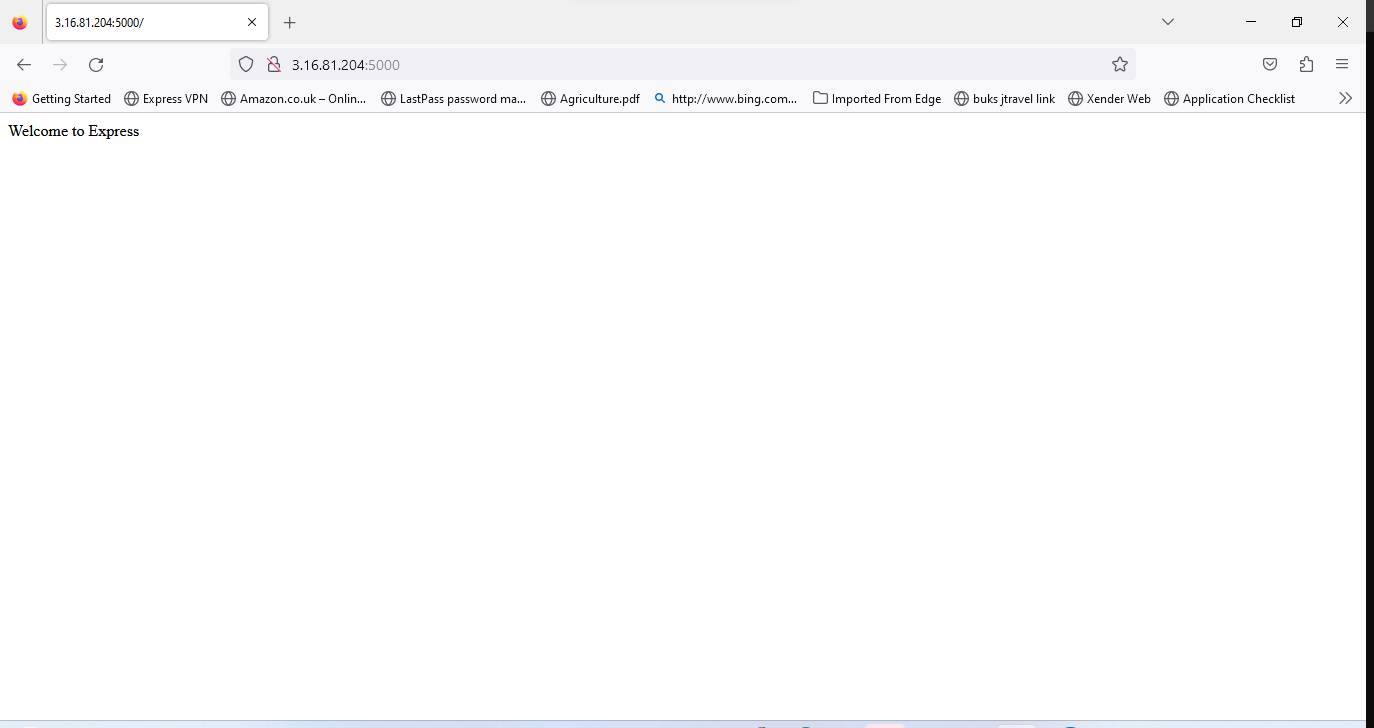 3.16.81.204:5000/
3.16.81.204:5000
Getting Started Express VPN Amazon.co.uk – Onlin... LastPass password ma... Agriculture.pdf http://www.bing.com... Imported From Edge buks jtravel link Xender Web Application Checklist
Welcome to Express